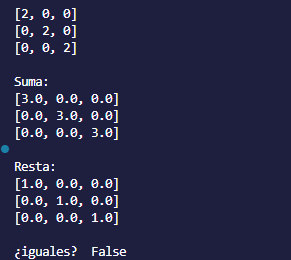 [2, 0, 0]
[0, 2, 0]
[0, 0, 2]
Suma:
[3.0, 0.0, 0.0]
[0.0, 3.0, 0.0]
[0.0, 0.0, 3.0]
Resta:
[1.0, 0.0, 0.0]
[0.0, 1.0, 0.0]
[0.0, 0.0, 1.0]
¿iguales?  False